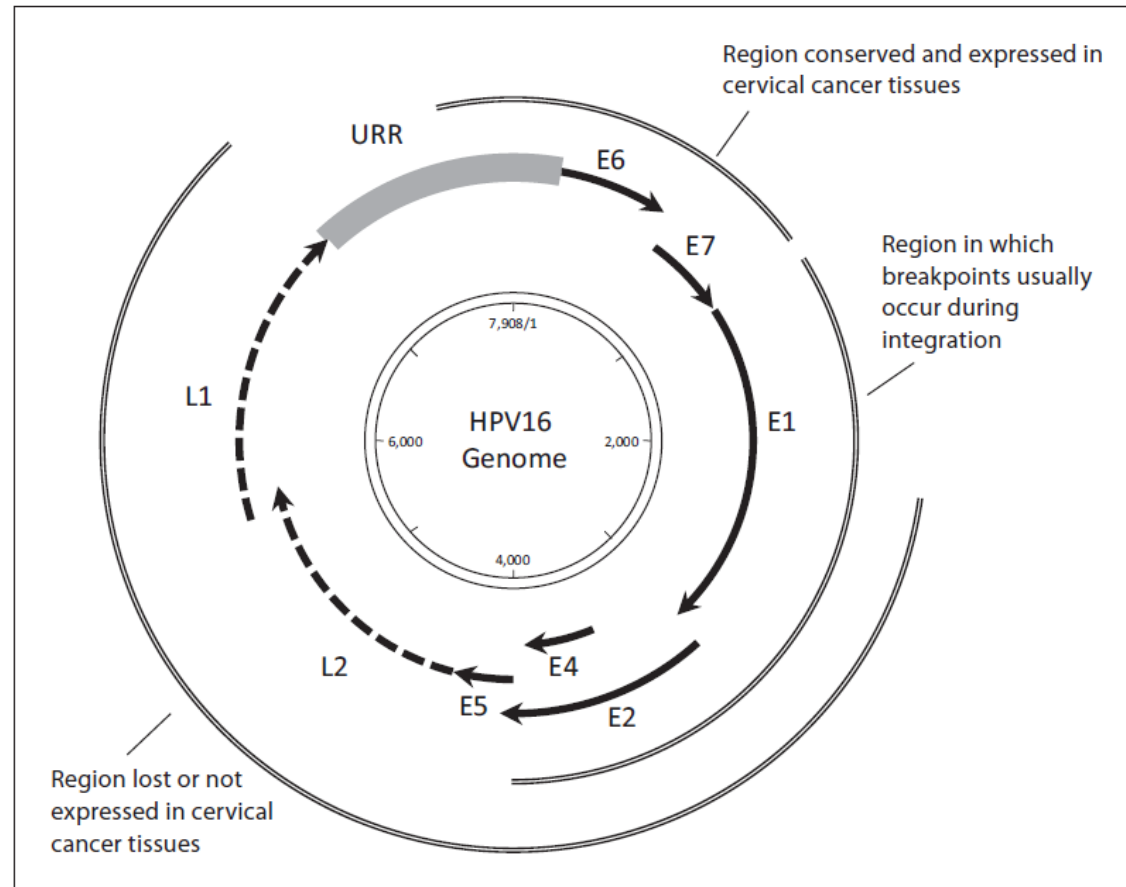 Region conserved and expressed in
cervical cancer tissues
URR
E6
E7
Region in which
breakpoints usually
occur during
integration
7,908/1
L1
HPV16
Genome
6,000
2,000
E1
4,000
L2
E4
E5
E2
Region lost or not
expressed in cervical
cancer tissues